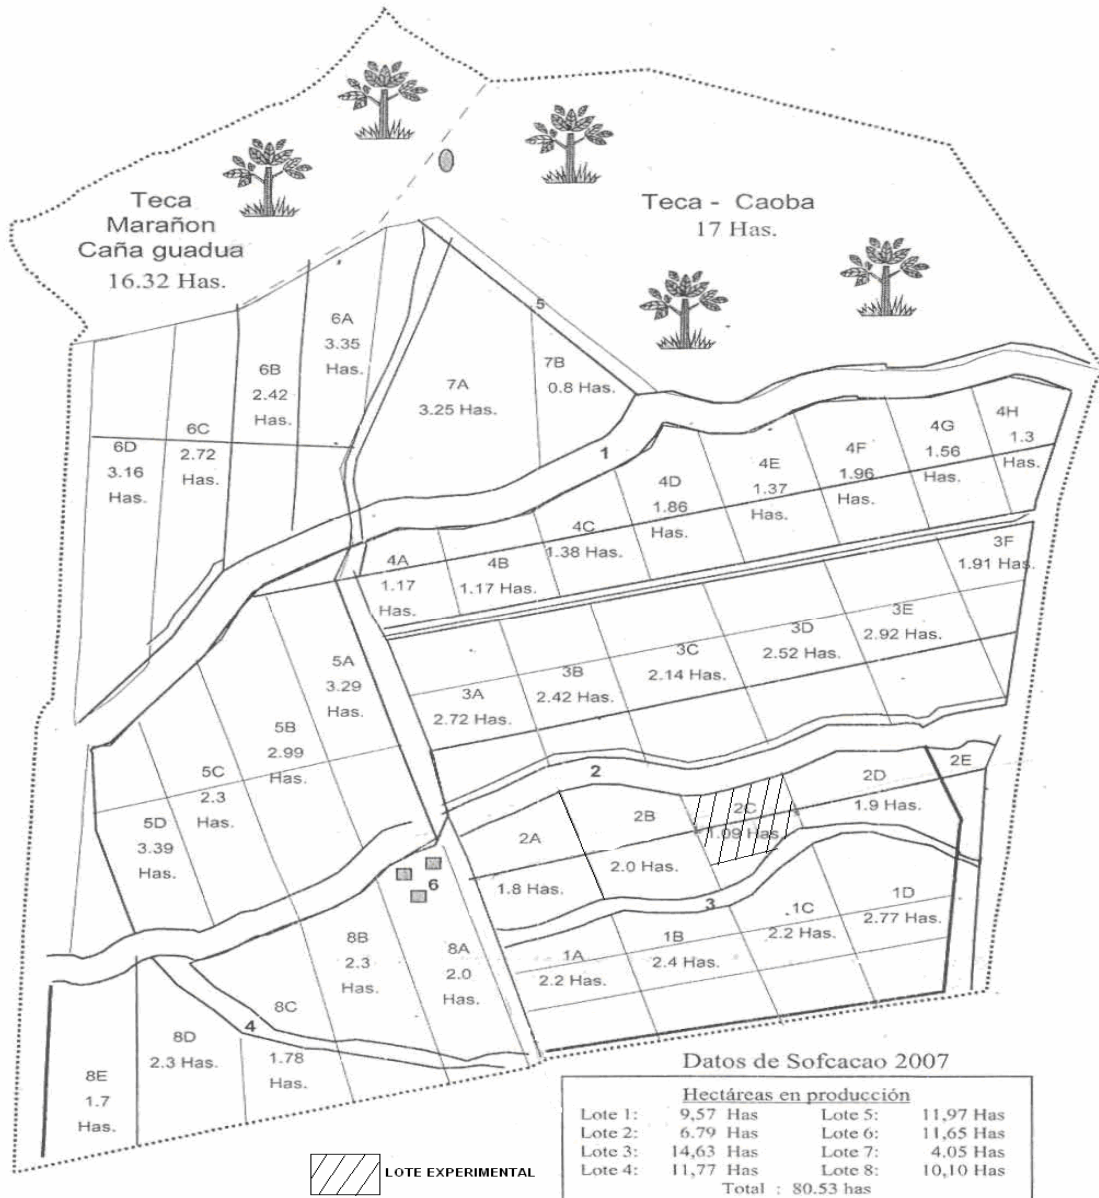 Teca
Marañon
Caña guadua
16.32 Has.
Teca - Caoba
17 Has.
5
6A
3.35
Has.
6B
2.42
Has.
6C
2.72
Has.
6D
3.16
Has.
7A
3.25 Has.
7B
0.8 Has.
1
4H
1.3
Has.
4G
1.56
Has.
4F
1.96
Has.
4E
1.37
Has.
4D
1.86
Has.
4C
1.38 Has.
4B
1.17 Has.
4A
1.17
Has.
3F
1.91 Has.
3E
2.92 Has.
3D
2.52 Has.
3C
2.14 Has.
3B
2.42 Has.
3A
2.72 Has.
5A
3.29
Has.
5B
2.99
Has.
5C
2.3
Has.
5D
3.39
Has.
2
2E
2D
1.9 Has.
2C
1.09 Has.
2B
2.0 Has.
2A
1.8 Has.
6
3
1D
2.77 Has.
1C
2.2 Has.
1B
2.4 Has.
1A
2.2 Has.
8A
2.0
Has.
8B
2.3
Has.
8C
1.78
Has.
4
8D
2.3 Has.
8E
1.7
Has.
Datos de Sofcacao 2007
Hectáreas en producción
Lote 1: 9,57 Has Lote 5: 11,97 Has
Lote 2: 6.79 Has Lote 6: 11,65 Has
Lote 3: 14,63 Has Lote 7: 4.05 Has
Lote 4: 11,77 Has Lote 8: 10,10 Has
Total : 80.53 has
LOTE EXPERIMENTAL